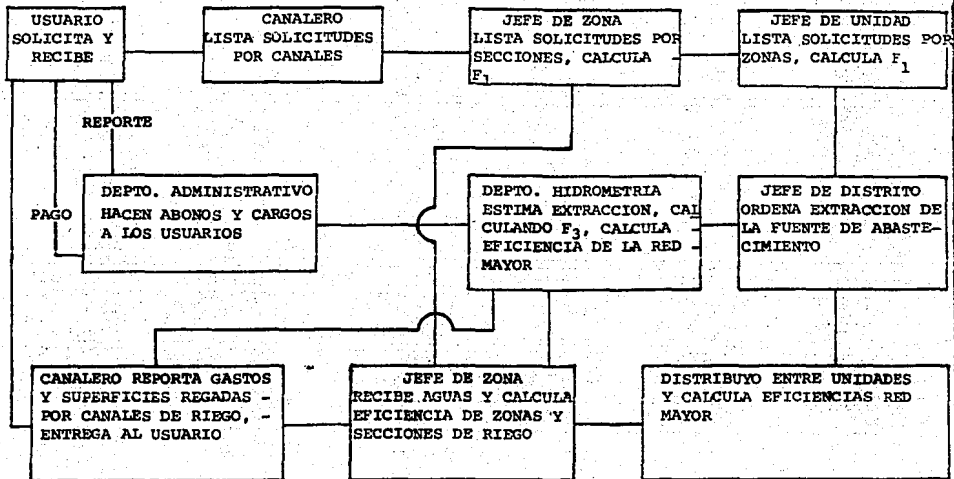 USUARIO
SOLICITA Y
RECIBE
CANALERO
LISTA SOLICITUDES
POR CANALES
JEFE DE ZONA
LISTA SOLICITUDES POR
SECCIONES, CALCULA -
F1
JEFE DE UNIDAD
LISTA SOLICITUDES POR
ZONAS, CALCULA F1
REPORTE
PAGO
DEPTO. ADMINISTRATIVO
HACEN ABONOS Y CARGOS
A LOS USUARIOS
DEPTO. HIDROMETRIA
ESTIMA EXTRACCION, CAL
CULANDO F3, CALCULA -
EFICIENCIA DE LA RED -
MAYOR
JEFE DE DISTRITO
ORDENA EXTRACCION DE
LA FUENTE DE ABASTE-
CIMIENTO
CANALERO REPORTA GASTOS
Y SUPERFICIES REGADAS -
POR CANALES DE RIEGO, -
ENTREGA AL USUARIO
JEFE DE ZONA
RECIBE AGUAS Y CALCULA
EFICIENCIA DE ZONAS Y
SECCIONES DE RIEGO
DISTRIBUYO ENTRE UNIDADES
Y CALCULA EFICIENCIAS RED
MAYOR